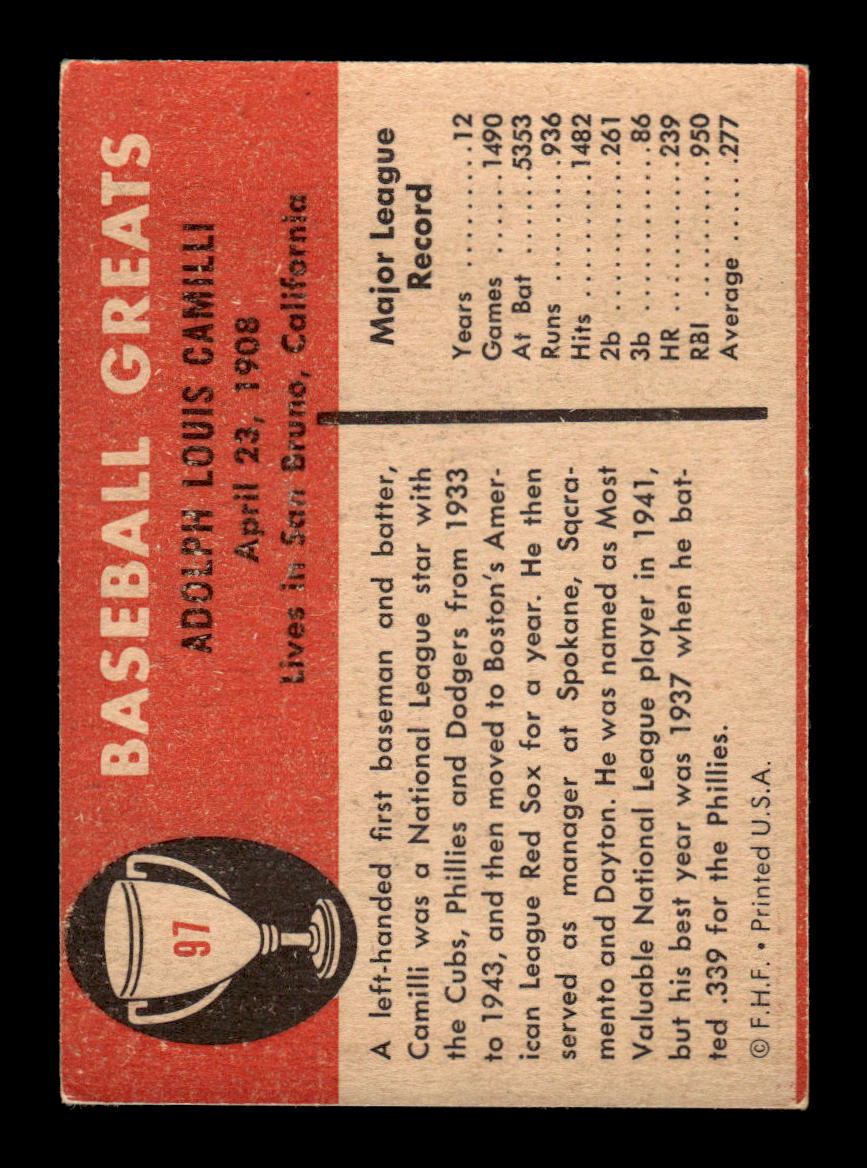 97
BASEBALL GREATS
ADOLPH LOUIS CAMILLI
April 23, 1908
Lives in San Bruno, California
A left-handed first baseman and batter,
Camilli was a National League star with
the Cubs, Phillies and Dodgers from 1933
to 1943, and then moved to Boston's Amer-
ican League Red Sox for a year. He then
served as manager at Spokane, Sqcra-
mento and Dayton. He was named as Most
Valuable National League player in 1941,
but his best year was 1937 when he bat-
ted .339 for the Phillies.
© F.H.F. • Printed U.S.A.
Major League
Record
Years .........12
Games .....1490
At Bat ......5353
Runs .......936
Hits ........1482
2b .........261
3b ..........86
HR .........239
RBI ........950
Average .....277